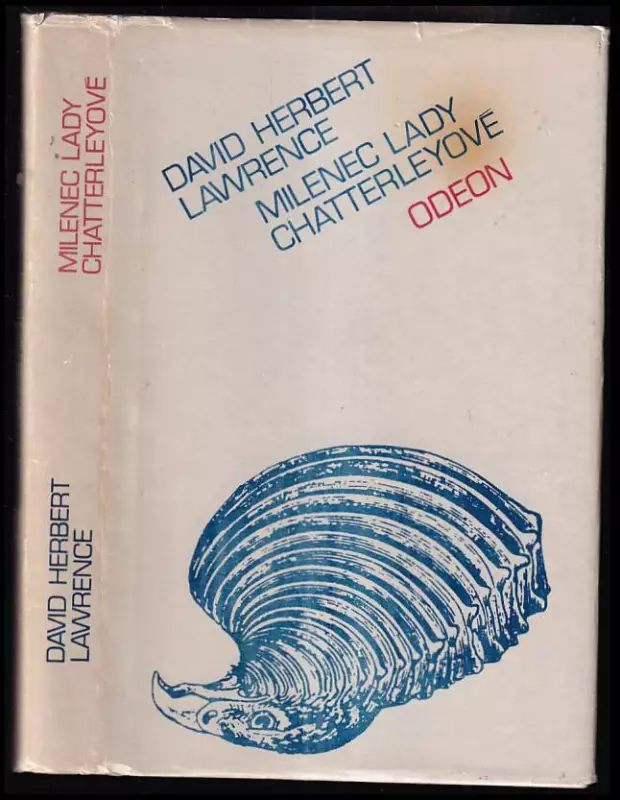 MILENEC LADY
CHATTERLEYOVÉ
DAVID HERBERT
LAWRENCE
DAVID HERBERT
LAWRENCE
MILENEC LADY
CHATTERLEYOVÉ
ODEON